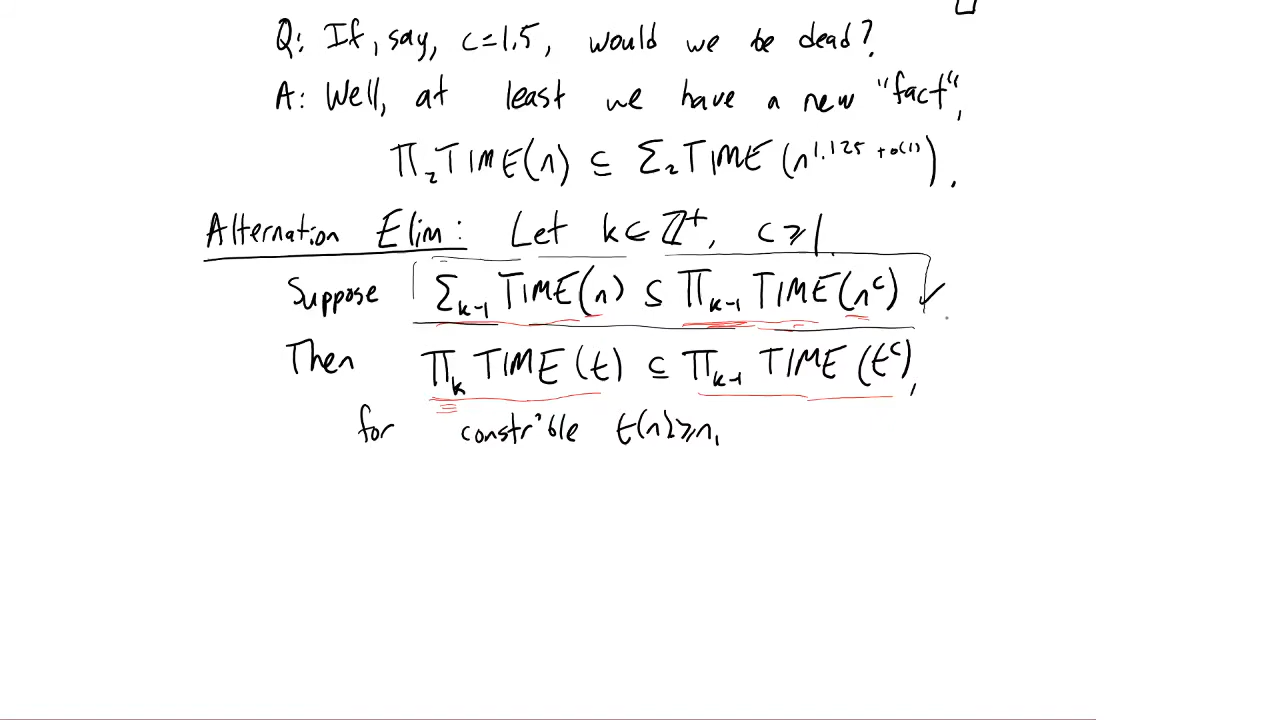 Q: If, say, c=1.5, would we be dead?
A: Well, at least we have a new "fact",
Π₂TIME(n) ⊆ Σ₂TIME(n^{1.125+o(1)}).
Alternation Elim: Let k∈ℤ⁺, c≥1.
Suppose Σ_{k-1} TIME(n) ⊆ Π_{k-1} TIME(n^c) ✓
Then Π_k TIME(t) ⊆ Π_{k-1} TIME(t^c),
for constr'ble t(n)≥n.